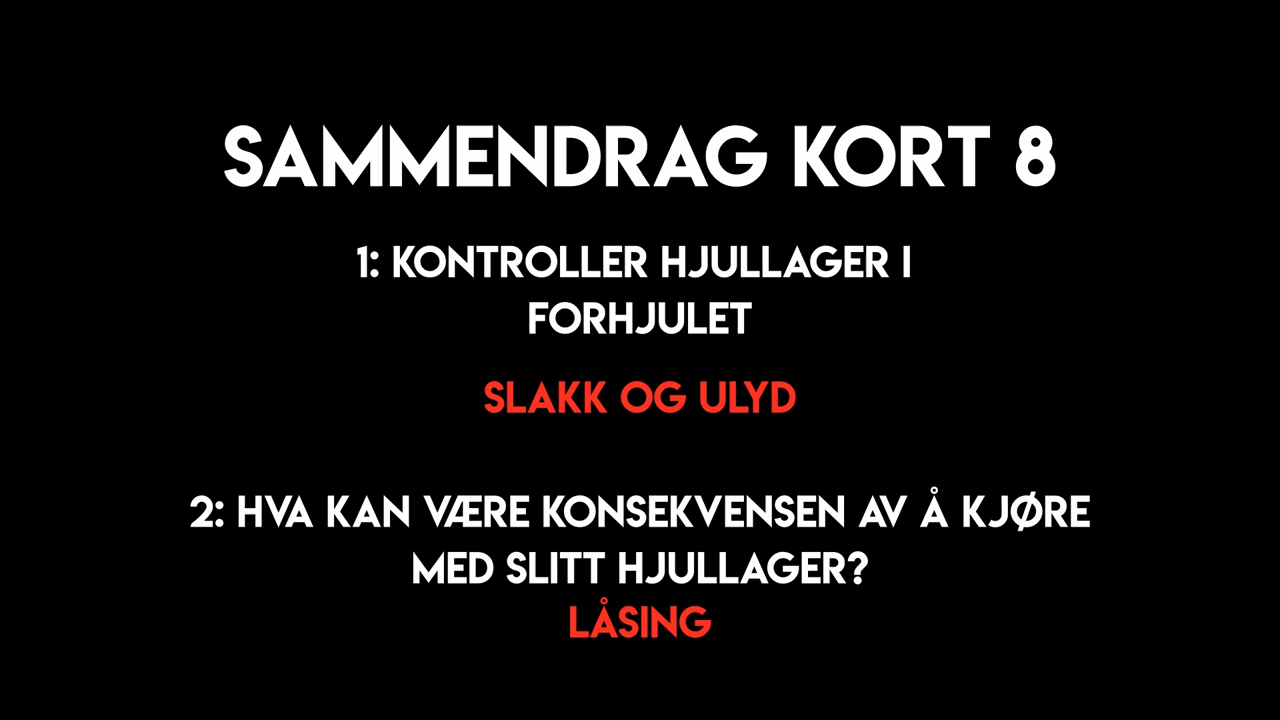 SAMMENDRAG KORT 8
1: KONTROLLER HJULLAGER I
FORHJULET
SLAKK OG ULYD
2: HVA KAN VÆRE KONSEKVENSEN AV Å KJØRE
MED SLITT HJULLAGER?
LÅSING